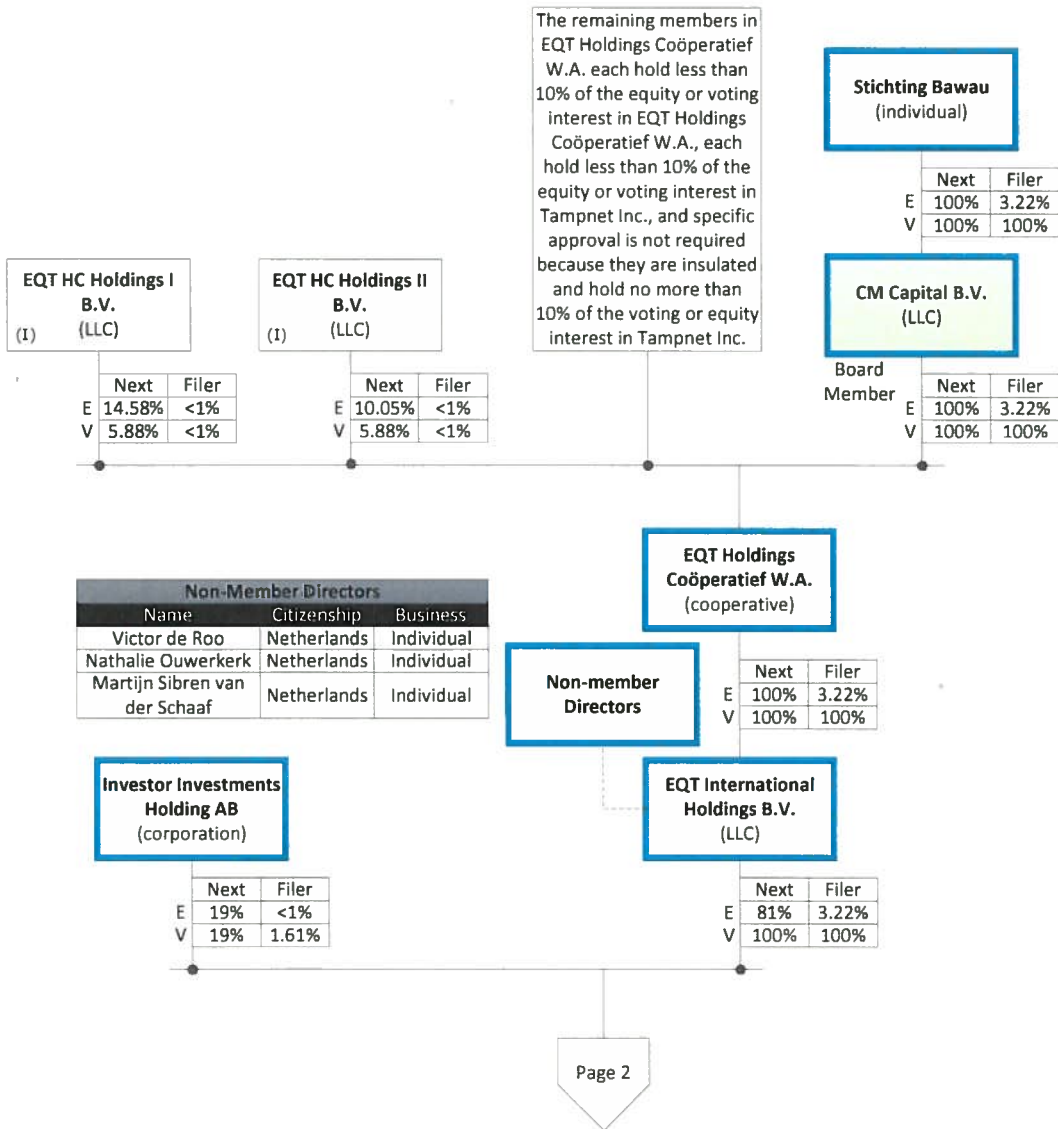 The remaining members in
EQT Holdings Coöperatief
W.A. each hold less than
10% of the equity or voting
interest in EQT Holdings
Coöperatief W.A., each
hold less than 10% of the
equity or voting interest in
Tampnet Inc., and specific
approval is not required
because they are insulated
and hold no more than
10% of the voting or equity
interest in Tampnet Inc.
Stichting Bawau
(individual)
Next Filer
E 100% 3.22%
V 100% 100%
EQT HC Holdings I
B.V.
(I) (LLC)
Next Filer
E 14.58% <1%
V 5.88% <1%
EQT HC Holdings II
B.V.
(I) (LLC)
Next Filer
E 10.05% <1%
V 5.88% <1%
CM Capital B.V.
(LLC)
Board
Member
Next Filer
E 100% 3.22%
V 100% 100%
EQT Holdings
Coöperatief W.A.
(cooperative)
Next Filer
E 100% 3.22%
V 100% 100%
Non-Member Directors
Name Citizenship Business
Victor de Roo Netherlands Individual
Nathalie Ouwerkerk Netherlands Individual
Martijn Sibren van
der Schaaf Netherlands Individual
Non-member
Directors
Investor Investments
Holding AB
(corporation)
Next Filer
E 19% <1%
V 19% 1.61%
EQT International
Holdings B.V.
(LLC)
Next Filer
E 81% 3.22%
V 100% 100%
Page 2